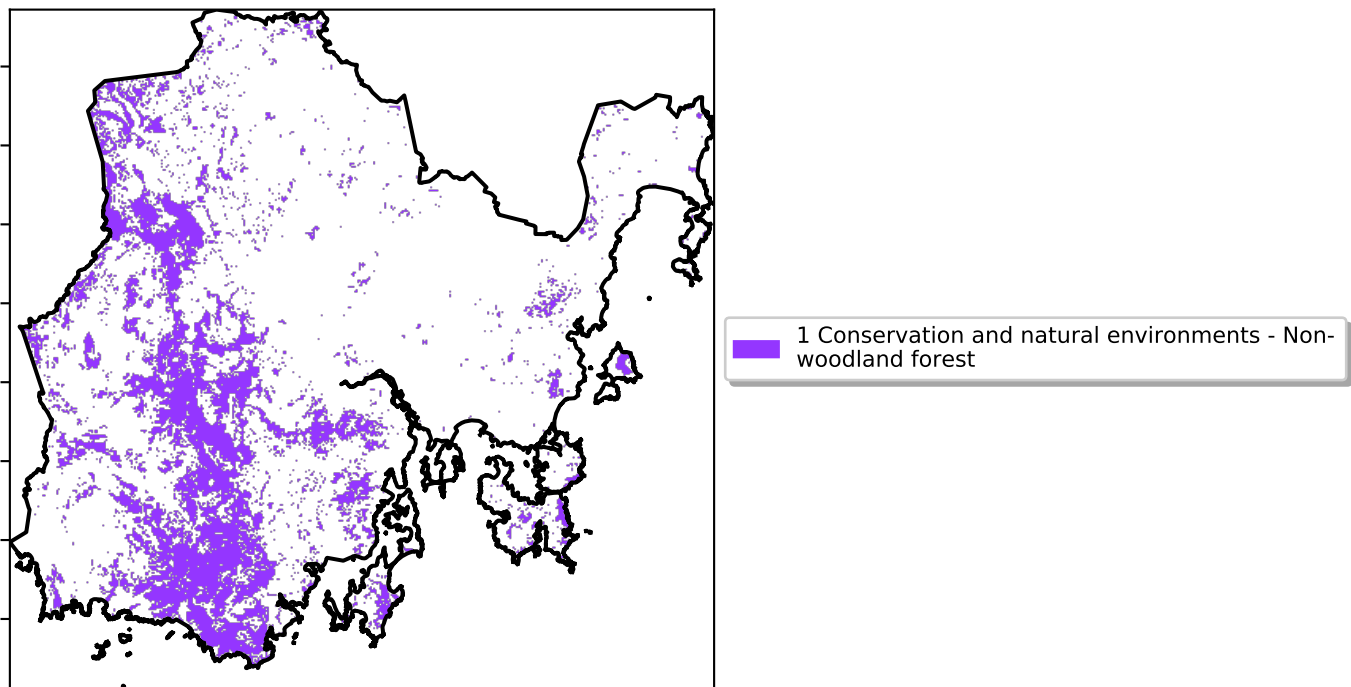 1 Conservation and natural environments - Non-
woodland forest